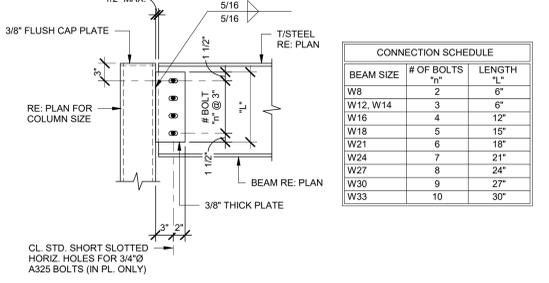 1/2" MAX.
5/16
5/16
3/8" FLUSH CAP PLATE
T/STEEL
RE: PLAN
3"
1 1/2"
RE: PLAN FOR
COLUMN SIZE
# BOLT
"n" @ 3"
"L"
1 1/2"
BEAM RE: PLAN
3/8" THICK PLATE
3" 2"
CL. STD. SHORT SLOTTED
HORIZ. HOLES FOR 3/4"Ø
A325 BOLTS (IN PL. ONLY)
CONNECTION SCHEDULE
BEAM SIZE # OF BOLTS "n" LENGTH "L"
W8 2 6"
W12, W14 3 6"
W16 4 12"
W18 5 15"
W21 6 18"
W24 7 21"
W27 8 24"
W30 9 27"
W33 10 30"